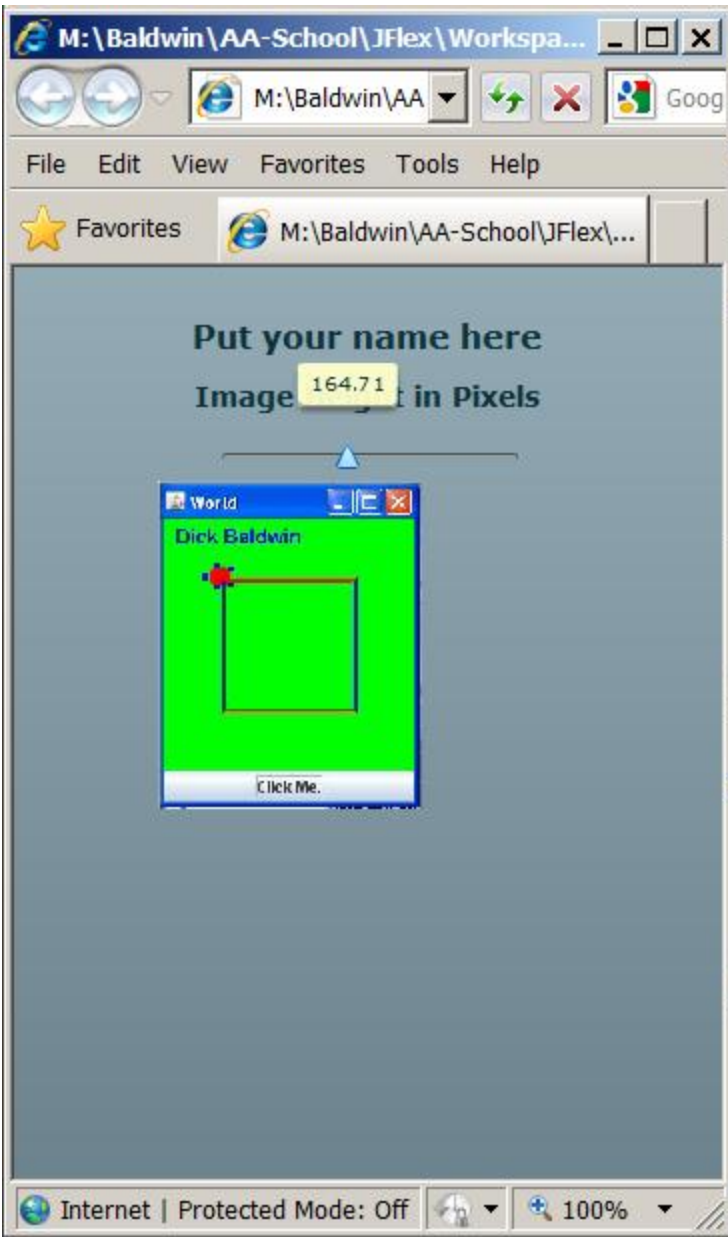 M:\Baldwin\AA-School\JFlex\Workspa...
M:\Baldwin\AA
Goog
File Edit View Favorites Tools Help
Favorites
M:\Baldwin\AA-School\JFlex\...
Put your name here
164.71
Image in Pixels
World
Dick Baldwin
Click Me.
Internet | Protected Mode: Off
100%